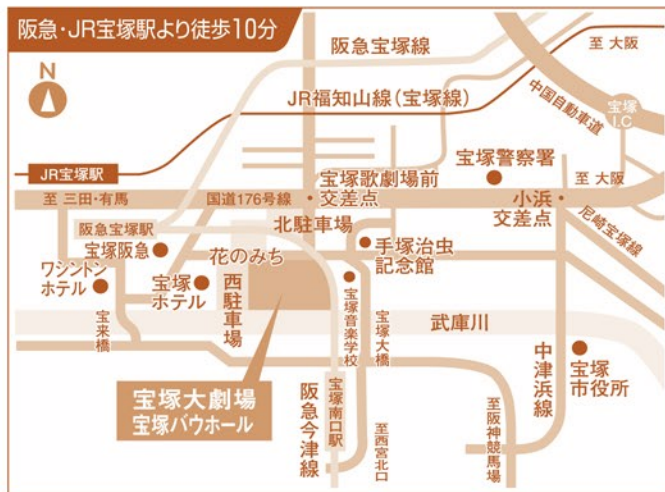 阪急・JR宝塚駅より徒歩10分
N
阪急宝塚線
至 大阪
JR福知山線(宝塚線)
中国自動車道
宝塚
I.C
JR宝塚駅
宝塚警察署
至 三田・有馬
国道176号線
宝塚歌劇場前
交差点
小浜
交差点
至 大阪
尼崎宝塚線
阪急宝塚駅
北駐車場
宝塚阪急
花のみち
手塚治虫
記念館
ワシントン
ホテル
宝塚
ホテル
西駐車場
宝塚音楽学校
宝塚大橋
宝来橋
武庫川
中津浜線
宝塚
市役所
宝塚大劇場
宝塚バウホール
阪急今津線
宝塚南口駅
至西宮北口
至阪神競馬場